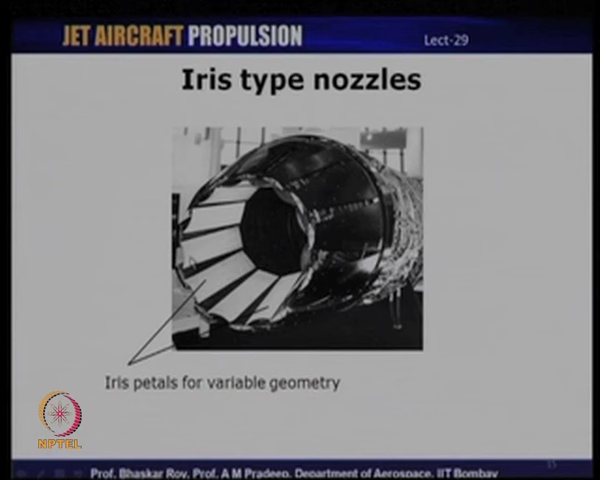 JET AIRCRAFT PROPULSION
Lect-29
Iris type nozzles
Iris petals for variable geometry
NPTEL
Prof. Bhaskar Roy, Prof. A M Pradeep, Department of Aerospace, IIT Bombay